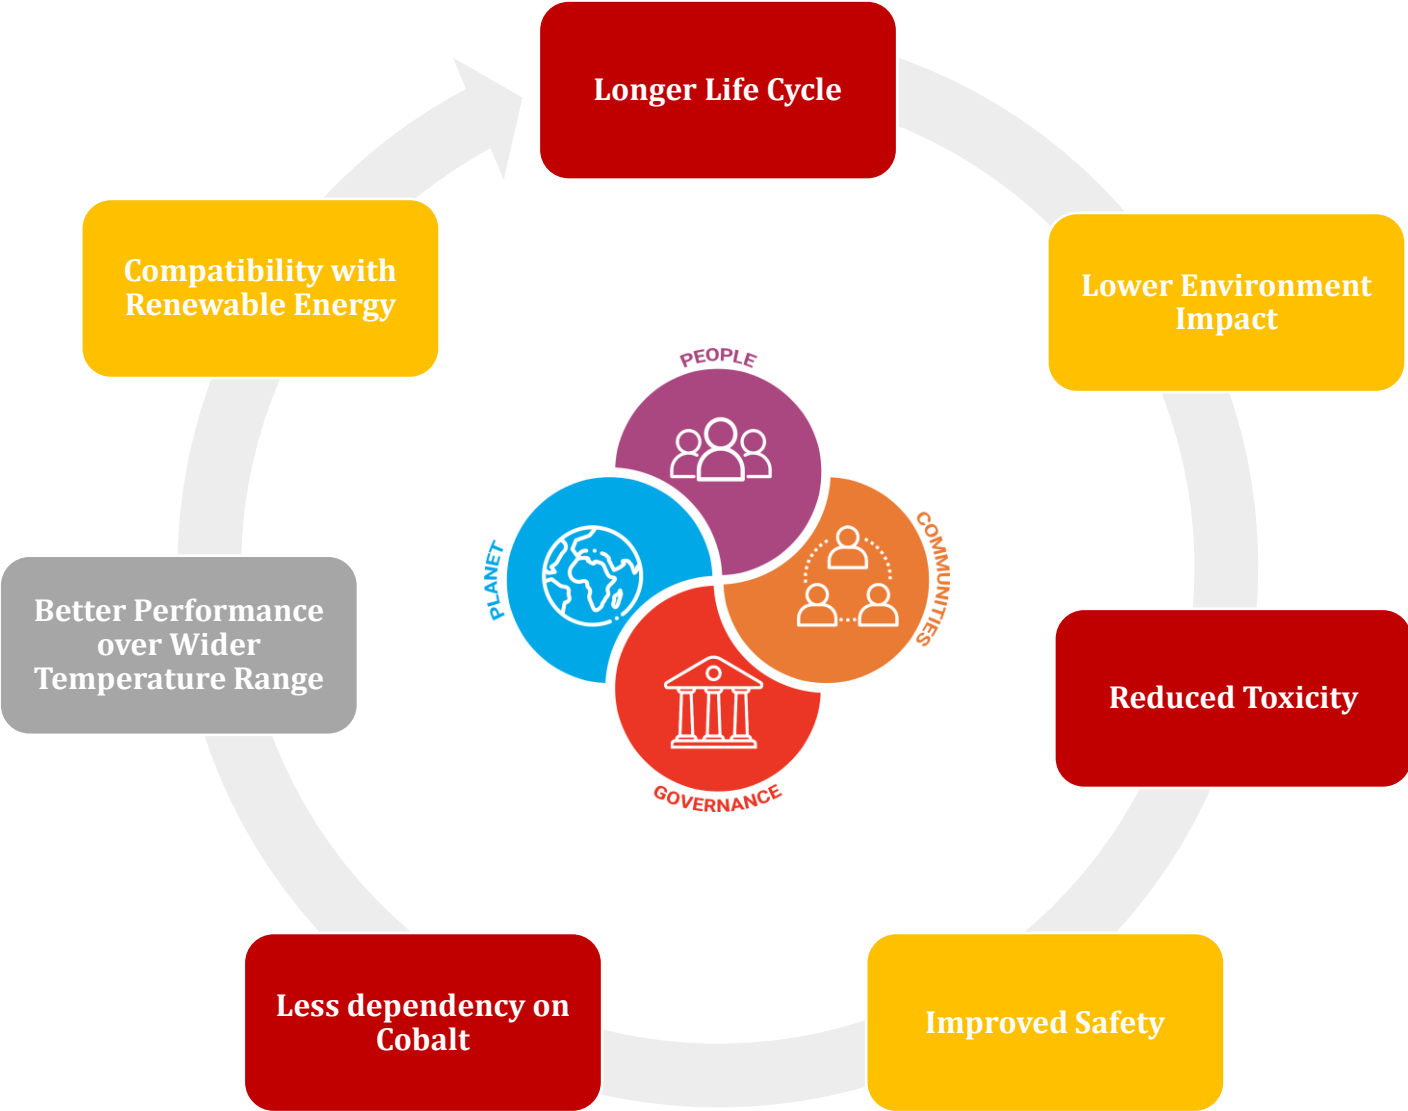 Longer Life Cycle
Lower Environment
Impact
Reduced Toxicity
Improved Safety
Less dependency on
Cobalt
Better Performance
over Wider
Temperature Range
Compatibility with
Renewable Energy
PEOPLE
COMMUNITIES
GOVERNANCE
PLANET